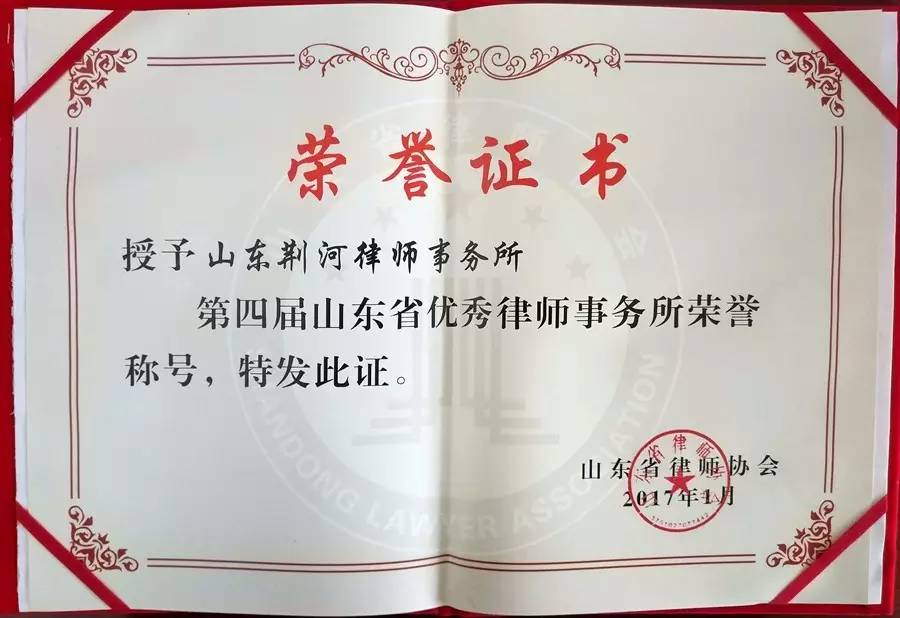 荣誉证书
授予山东荆河律师事务所
第四届山东省优秀律师事务所荣誉
称号，特发此证。
山东省律师协会
2017年1月
SHANDONG LAWYER ASSOCIATION